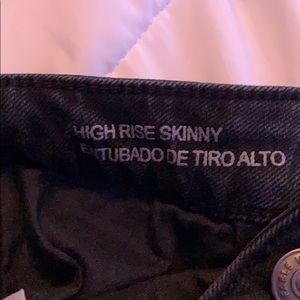 HIGH RISE SKINNY
ENTUBADO DE TIRO ALTO